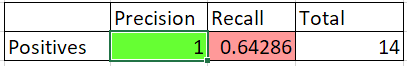 Precision Recall Total
Positives 1 0.64286 14